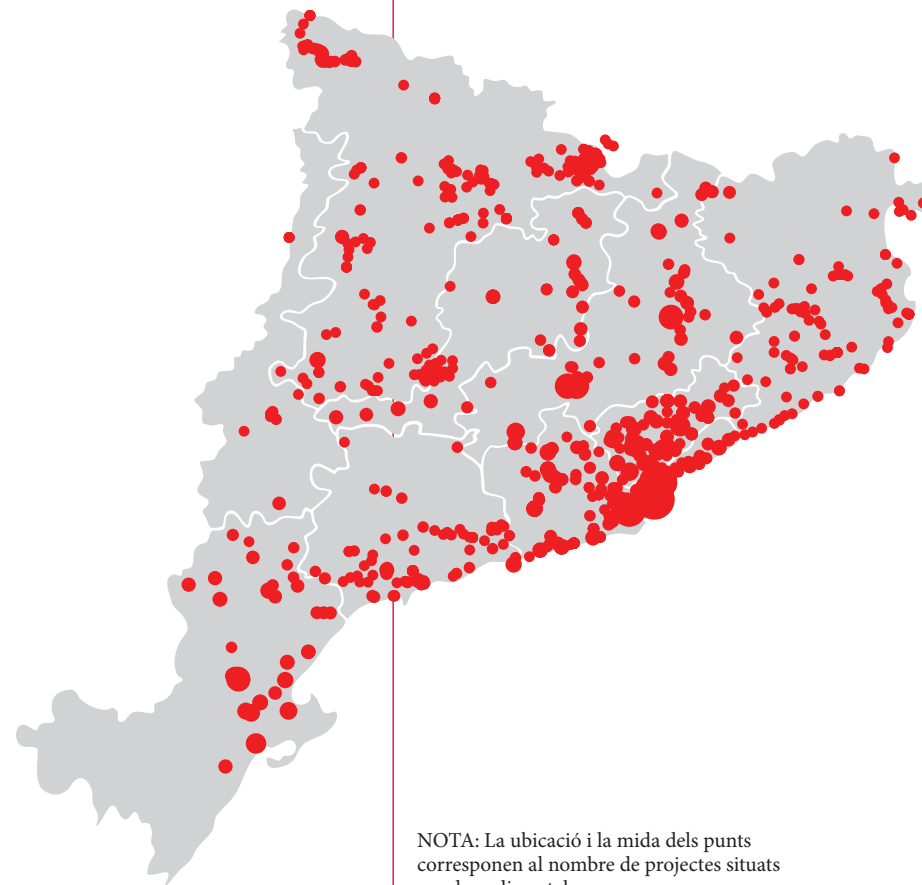 NOTA: La ubicació i la mida dels punts
corresponen al nombre de projectes situats